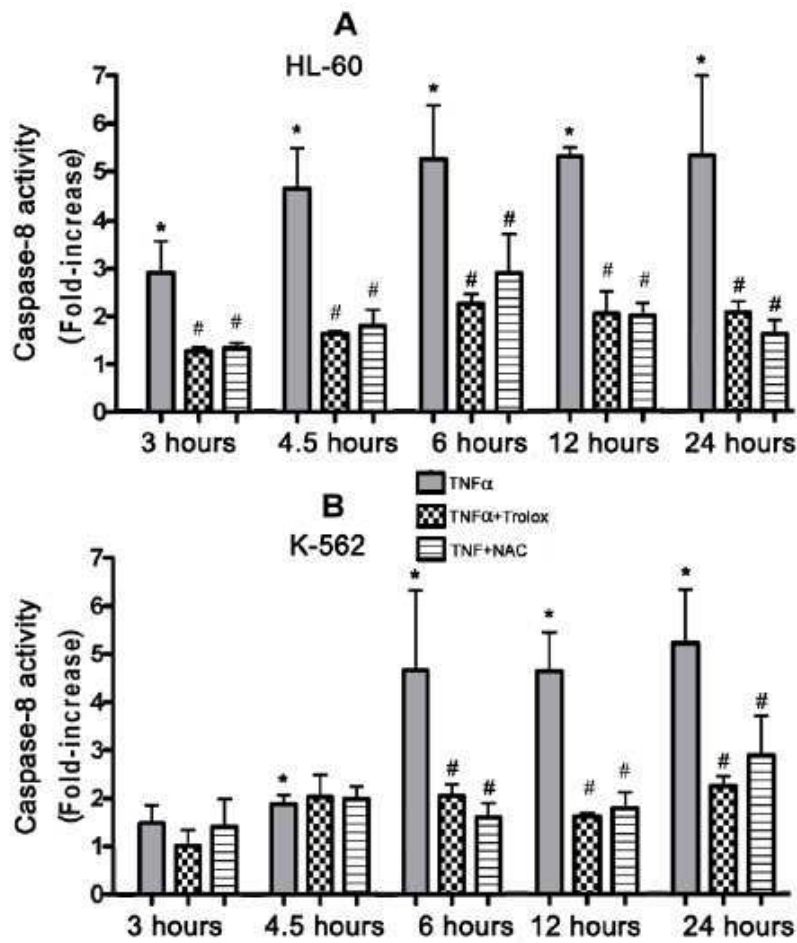 A
HL-60
Caspase-8 activity
(Fold-increase)
7
6
5
4
3
2
1
0
* * * * *
# # # # # # # # # #
3 hours 4.5 hours 6 hours 12 hours 24 hours
TNFα
TNFα+Trolox
TNF+NAC
B
K-562
Caspase-8 activity
(Fold-increase)
7
6
5
4
3
2
1
0
* * * *
# # # # # #
3 hours 4.5 hours 6 hours 12 hours 24 hours